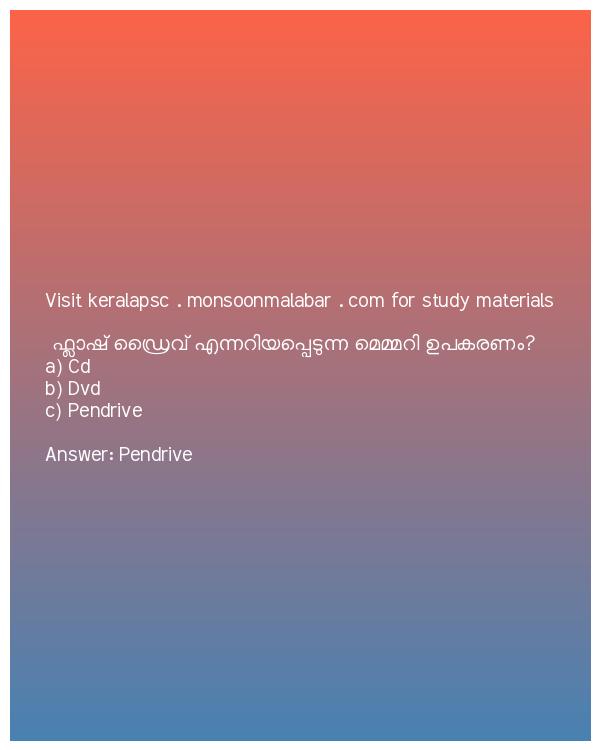 Visit keralapsc . monsoonmalabar . com for study materials
ഫ്ലാഷ് ഡ്രൈവ് എന്നറിയപ്പെടുന്ന മെമ്മറി ഉപകരണം?
a) Cd
b) Dvd
c) Pendrive
Answer: Pendrive